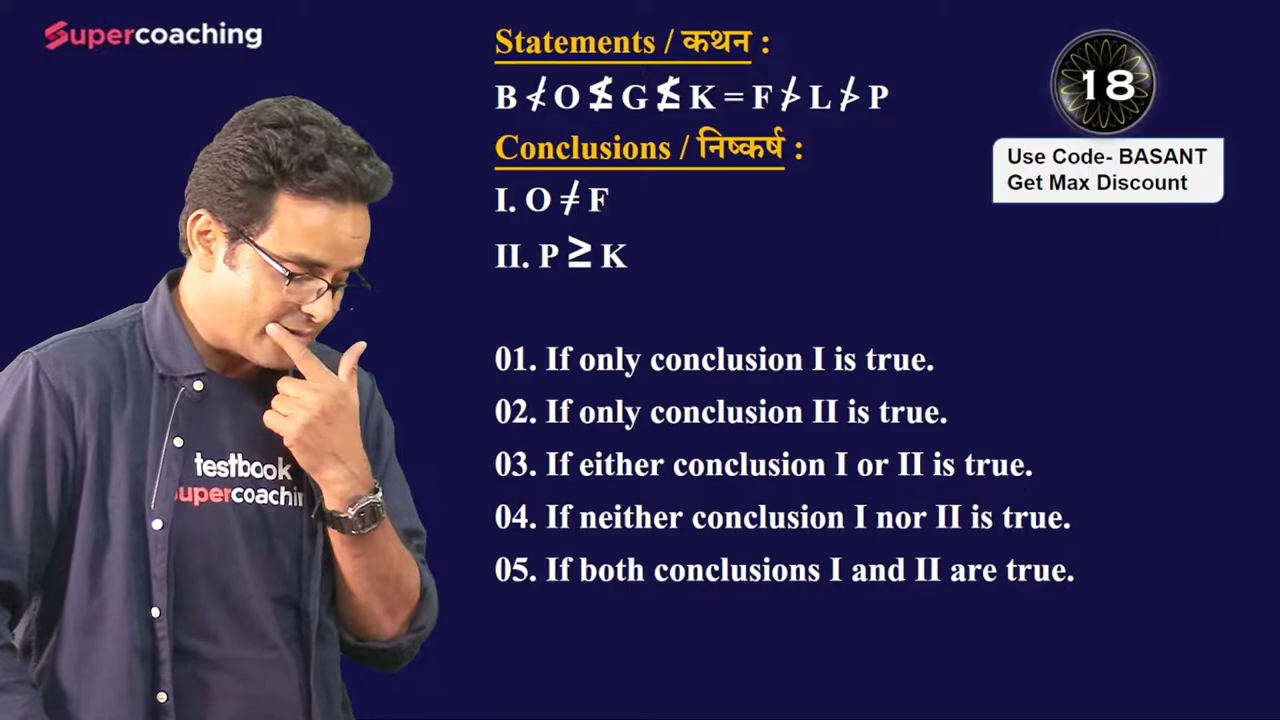 Supercoaching
Statements / कथन :
B ≮ O ≰ G ≰ K = F ≯ L ≯ P
18
Use Code- BASANT
Get Max Discount
Conclusions / निष्कर्ष :
I. O ≠ F
II. P ≥ K
01. If only conclusion I is true.
02. If only conclusion II is true.
03. If either conclusion I or II is true.
04. If neither conclusion I nor II is true.
05. If both conclusions I and II are true.
testbook
supercoachin